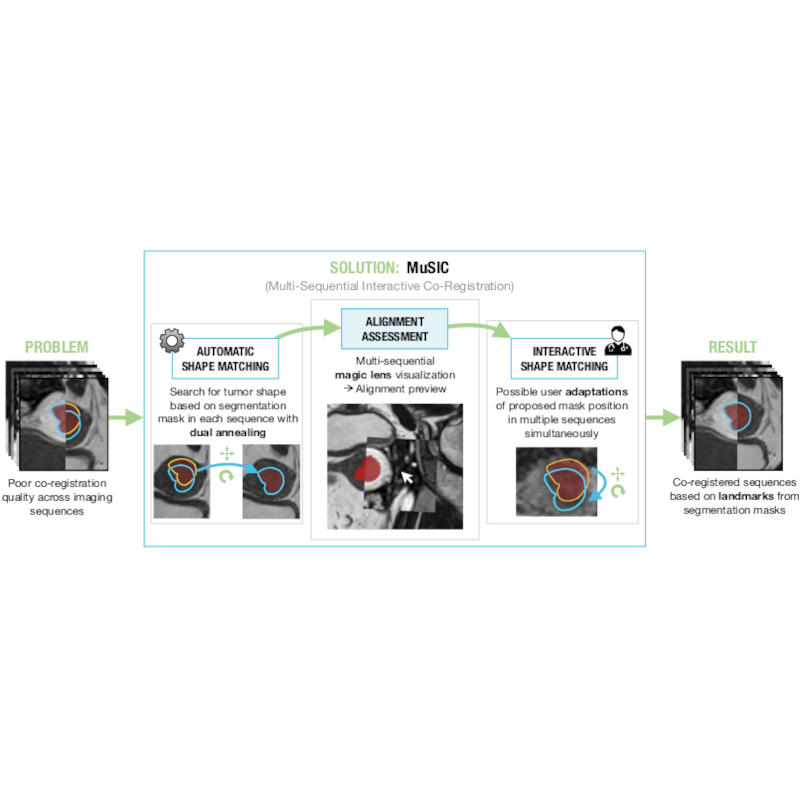 SOLUTION: MuSIC
(Multi-Sequential Interactive Co-Registration)
PROBLEM
Poor co-registration
quality across imaging
sequences
AUTOMATIC
SHAPE MATCHING
Search for tumor shape
based on segmentation
mask in each sequence with
dual annealing
ALIGNMENT
ASSESSMENT
Multi-sequential
magic lens visualization
→ Alignment preview
INTERACTIVE
SHAPE MATCHING
Possible user adaptations
of proposed mask position
in multiple sequences
simultaneously
RESULT
Co-registered sequences
based on landmarks from
segmentation masks